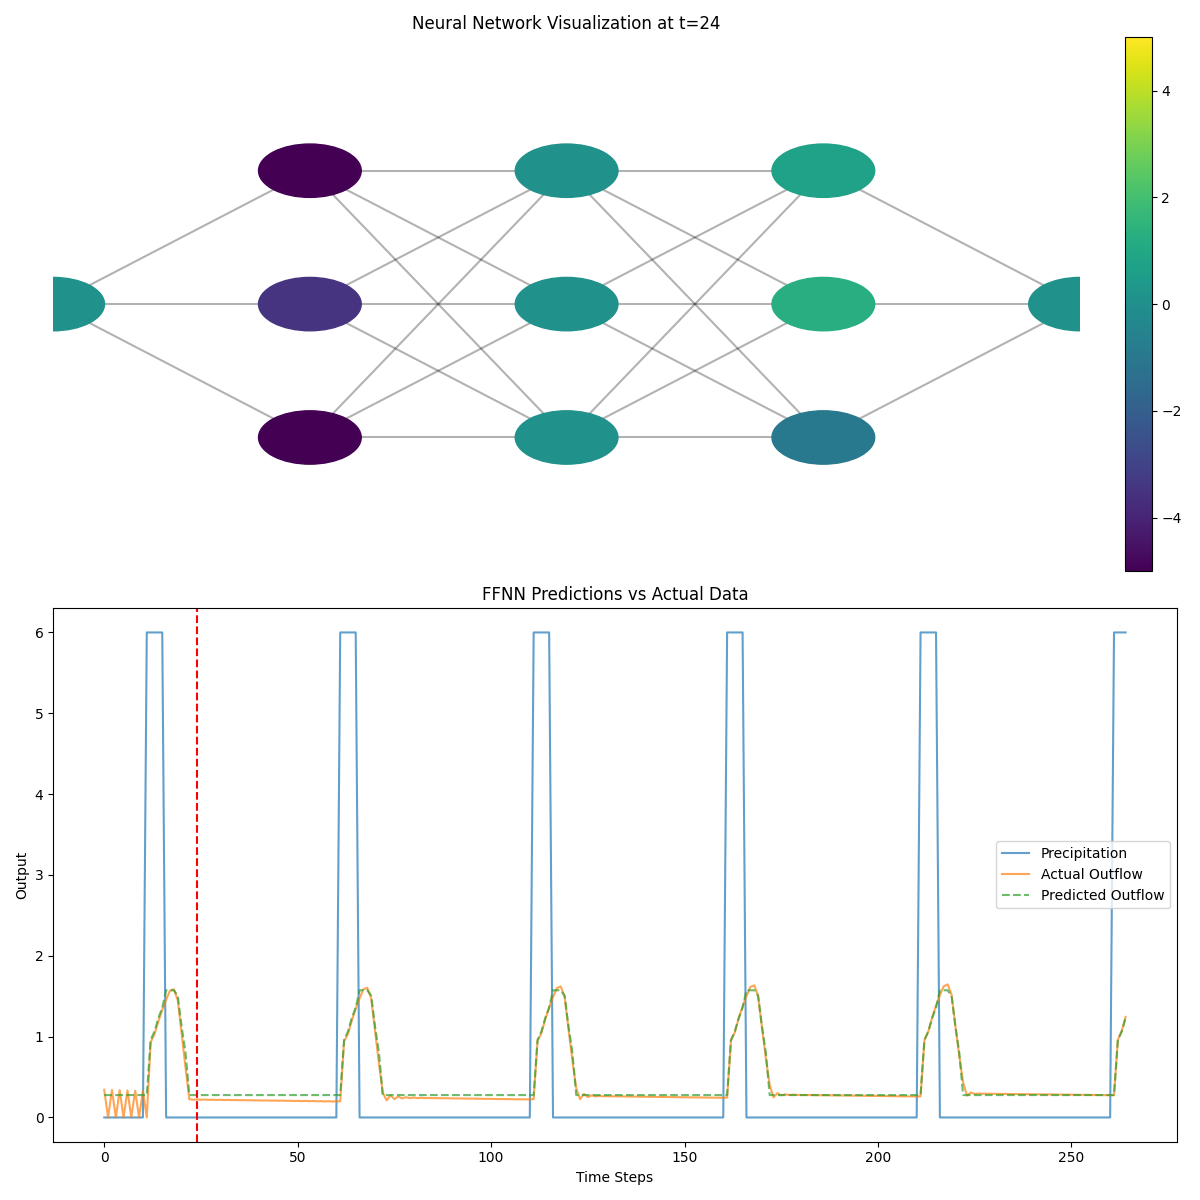 Neural Network Visualization at t=24
4
2
0
−2
−4
FFNN Predictions vs Actual Data
6
5
4
3
2
1
0
Output
Precipitation
Actual Outflow
Predicted Outflow
0 50 100 150 200 250
Time Steps